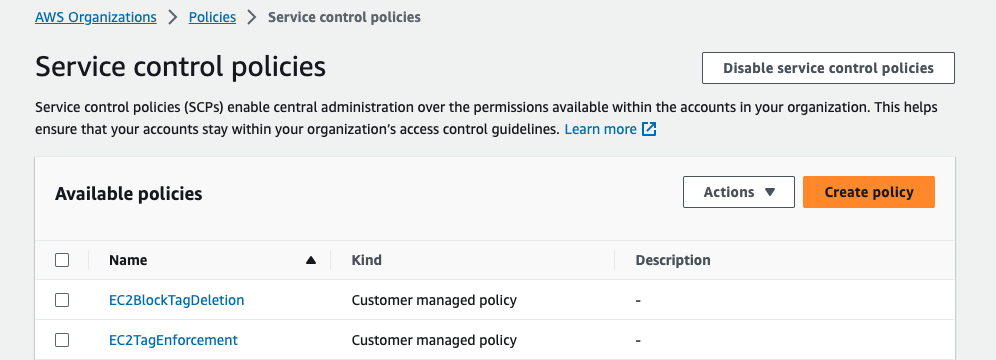 AWS Organizations > Policies > Service control policies
Service control policies
Disable service control policies
Service control policies (SCPs) enable central administration over the permissions available within the accounts in your organization. This helps
ensure that your accounts stay within your organization's access control guidelines. Learn more
Available policies
Actions
Create policy
Name Kind Description
EC2BlockTagDeletion Customer managed policy -
EC2TagEnforcement Customer managed policy -